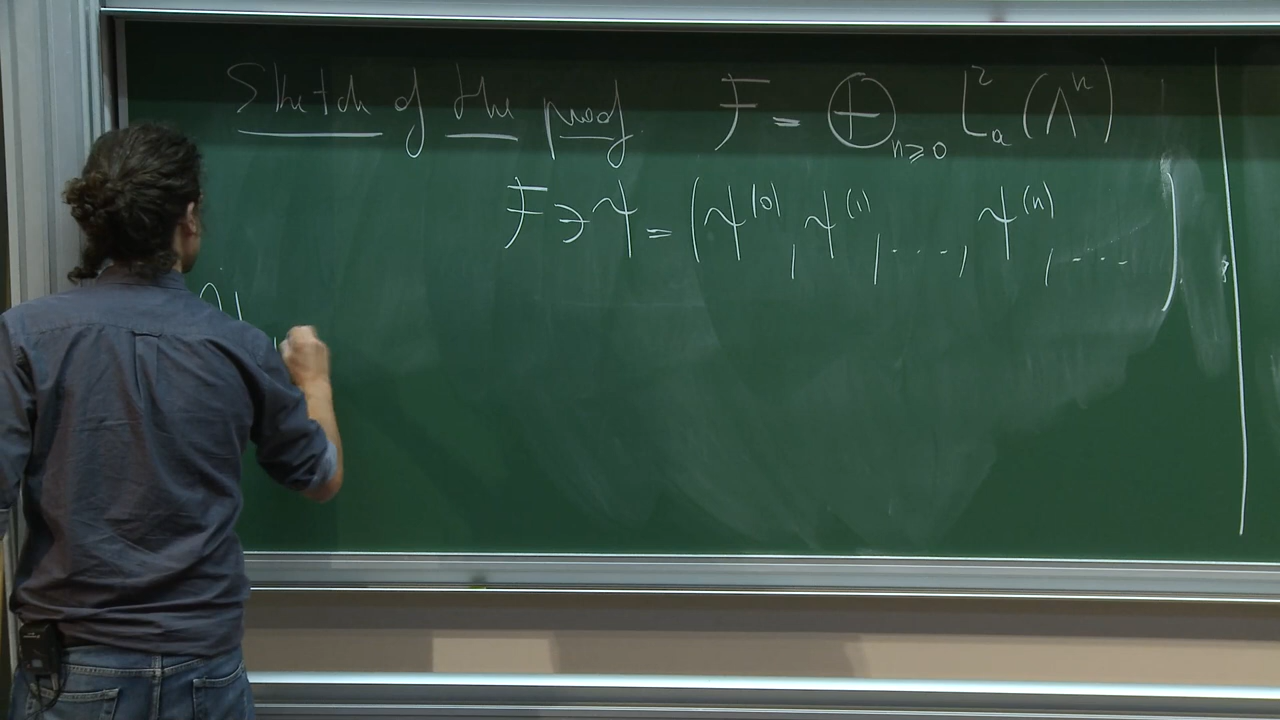 Sketch of the proof F = ⊕_{n≥0} L²_a(Λⁿ)
F ∋ ψ = (ψ^{(0)}, ψ^{(1)}, ...., ψ^{(n)}, ....)